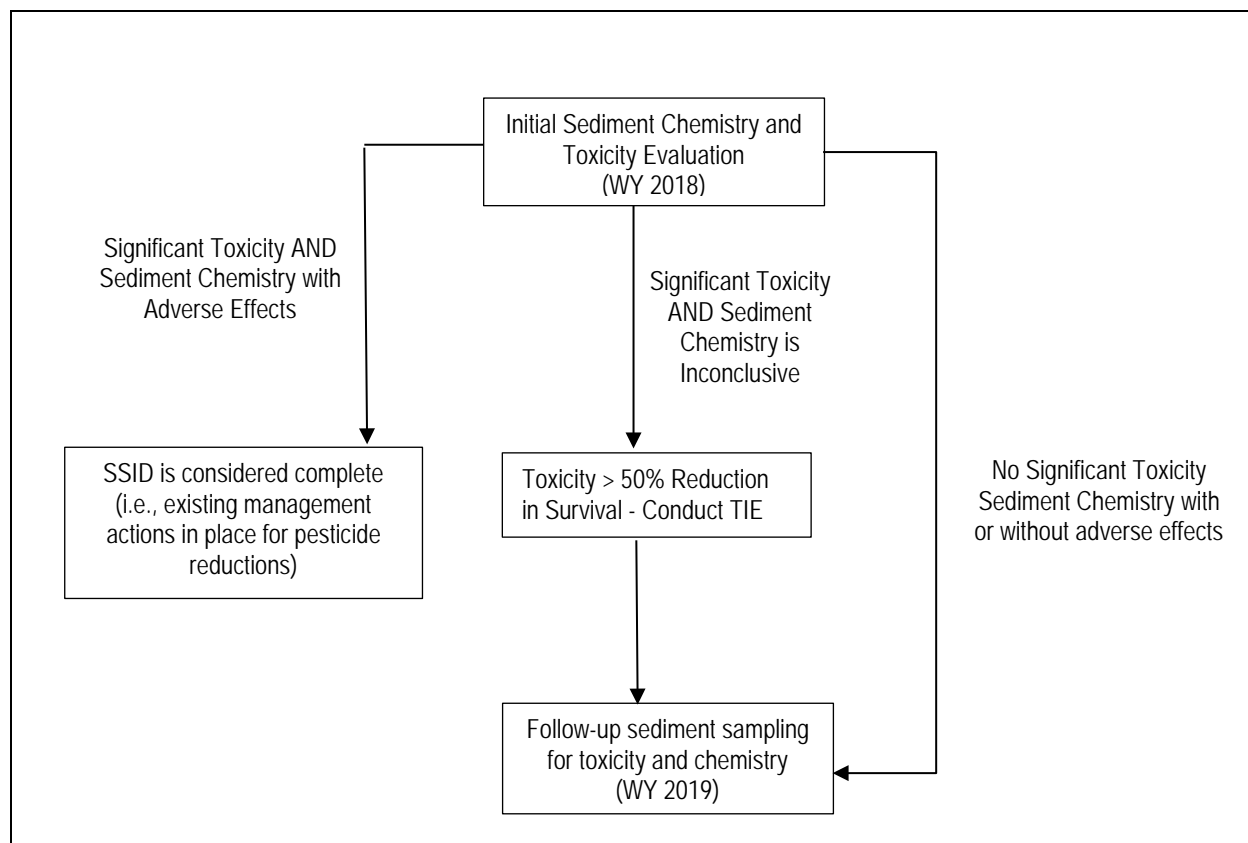 Initial Sediment Chemistry and
Toxicity Evaluation
(WY 2018)
Significant Toxicity AND
Sediment Chemistry with
Adverse Effects
Significant Toxicity
AND Sediment
Chemistry is
Inconclusive
No Significant Toxicity
Sediment Chemistry with
or without adverse effects
SSID is considered complete
(i.e., existing management
actions in place for pesticide
reductions)
Toxicity > 50% Reduction
in Survival - Conduct TIE
Follow-up sediment sampling
for toxicity and chemistry
(WY 2019)